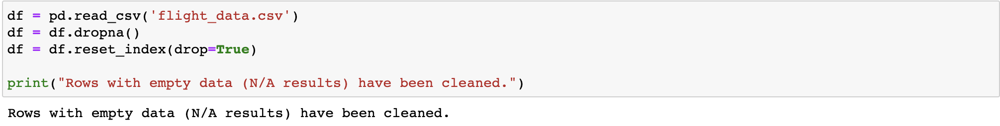 df = pd.read_csv('flight_data.csv')
df = df.dropna()
df = df.reset_index(drop=True)
print("Rows with empty data (N/A results) have been cleaned.")
Rows with empty data (N/A results) have been cleaned.